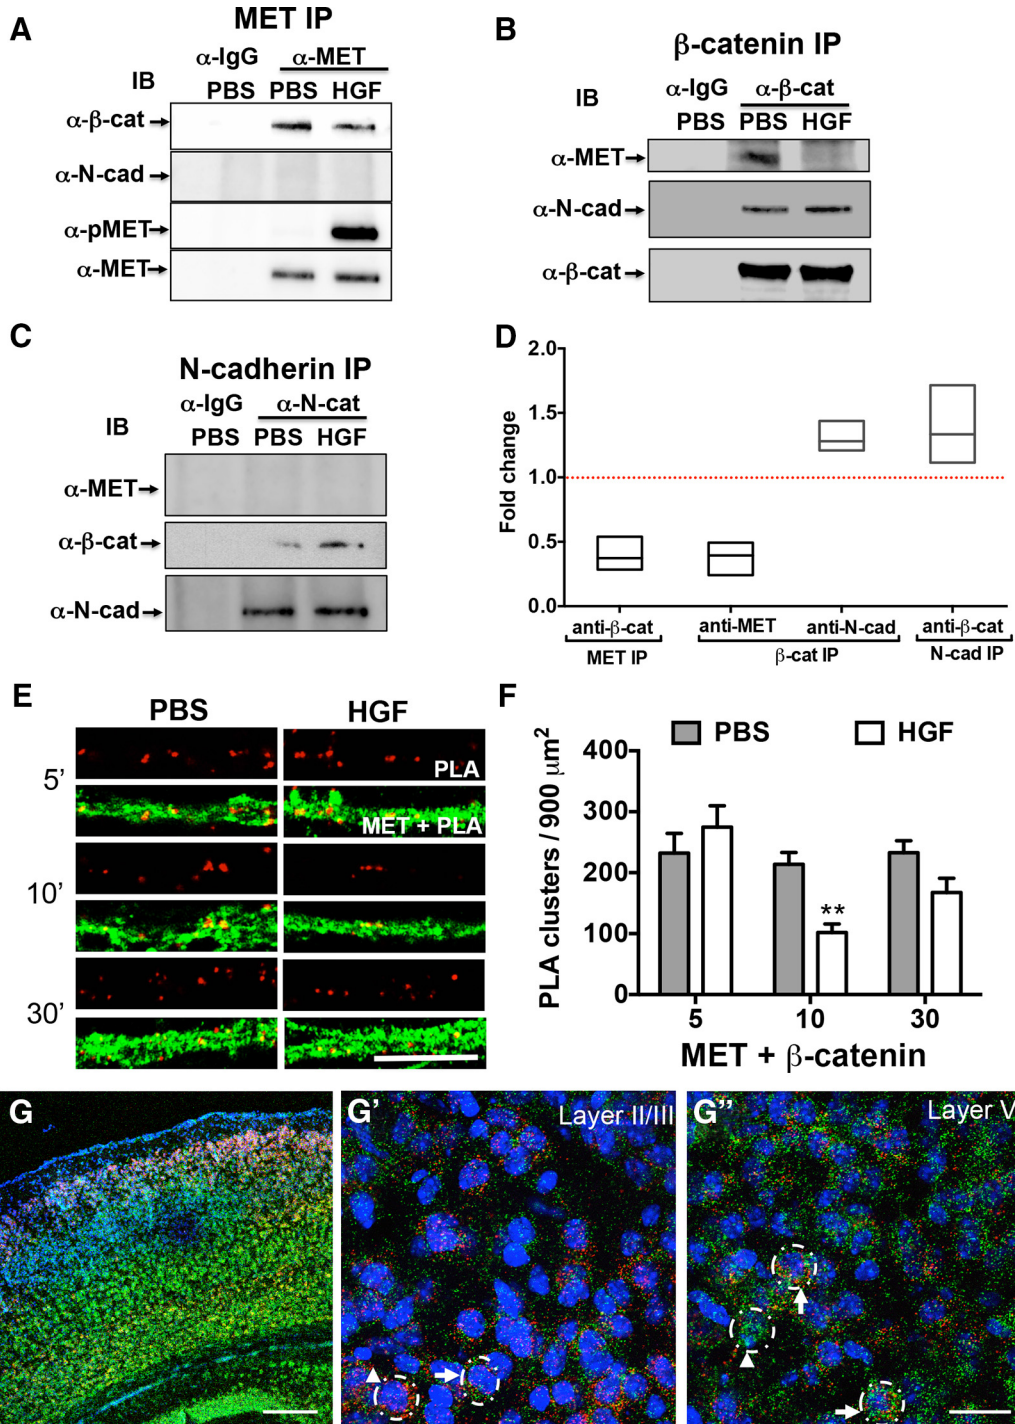 A
MET IP
α-IgG α-MET
IB PBS PBS HGF
α-β-cat
α-N-cad
α-pMET
α-MET
B
β-catenin IP
α-IgG α-β-cat
IB PBS PBS HGF
α-MET
α-N-cad
α-β-cat
C
N-cadherin IP
α-IgG α-N-cat
IB PBS PBS HGF
α-MET
α-β-cat
α-N-cad
D
Fold change
2.0
1.5
1.0
0.5
0.0
anti-β-cat anti-MET anti-N-cad anti-β-cat
MET IP β-cat IP N-cad IP
E
PBS HGF
5’
PLA
MET + PLA
10’
30’
F
PBS HGF
PLA clusters / 900 μm²
400
300
200
100
0
**
5 10 30
MET + β-catenin
G
G’
Layer II/III
G”
Layer V